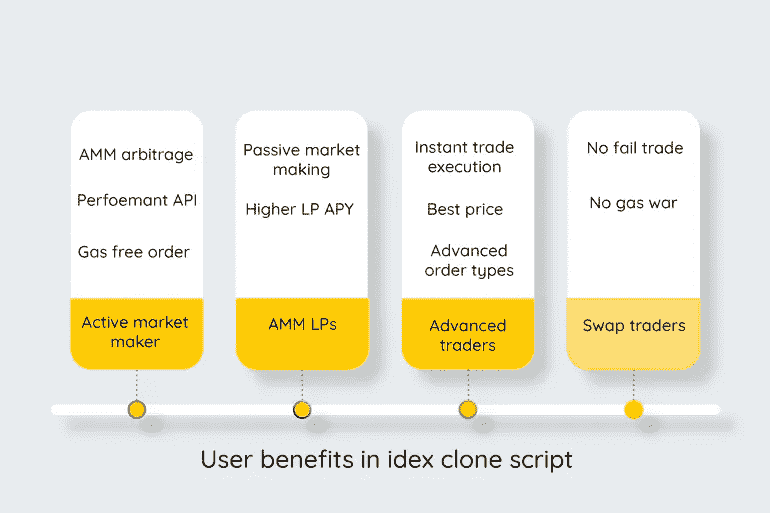 AMM arbitrage
Perfoemant API
Gas free order
Active market
maker
Passive market
making
Higher LP APY
AMM LPs
Instant trade
execution
Best price
Advanced
order types
Advanced
traders
No fail trade
No gas war
Swap traders
User benefits in idex clone script